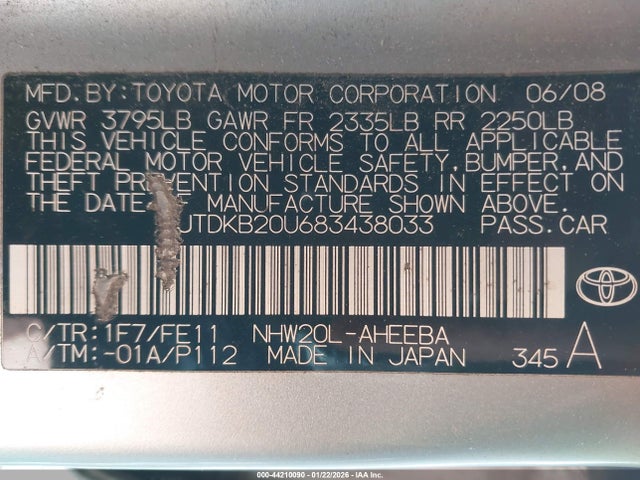 MFD.BY:TOYOTA MOTOR CORPORATION 06/08
GVWR 3795LB GAWR FR 2335LB RR 2250LB
THIS VEHICLE CONFORMS TO ALL APPLICABLE
FEDERAL MOTOR VEHICLE SAFETY,BUMPER,AND
THEFT PREVENTION STANDARDS IN EFFECT ON
THE DATE OF MANUFACTURE SHOWN ABOVE.
JTDKB20U683438033 PASS.CAR
C/TR:1F7/FE11 NHW20L-AHEEBA
A/TM:-01A/P112 MADE IN JAPAN 345 A
TOYOTA
000-44210090 - 01/22/2026 - IAA Inc.